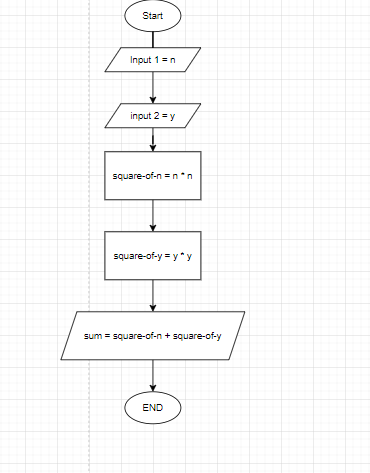 Start
Input 1 = n
input 2 = y
square-of-n = n * n
square-of-y = y * y
sum = square-of-n + square-of-y
END